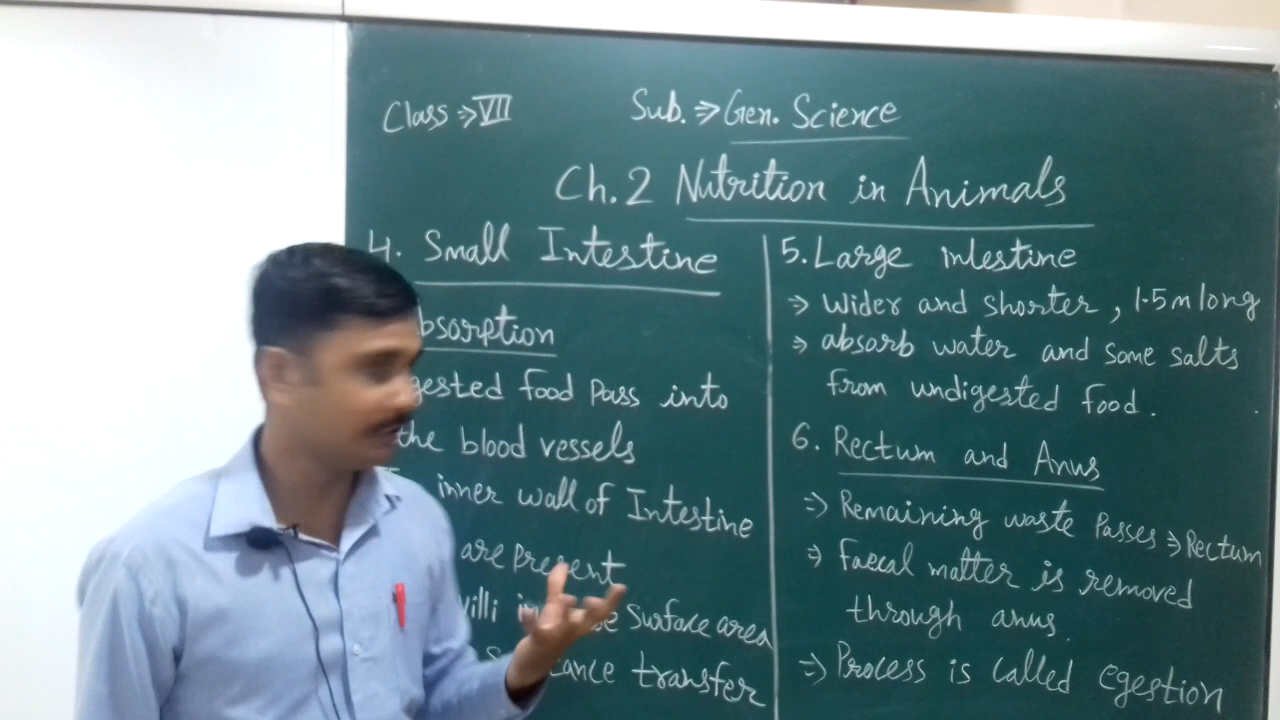 Class ⇒ VII
Sub. ⇒ Gen. Science
Ch.2 Nutrition in Animals
4. Small Intestine
bsorption
gested food pass into
the blood vessels
inner wall of Intestine
are present
villi surface area
transfer
5. Large intestine
⇒ Wider and shorter, 1.5m long
⇒ absorb water and some salts
from undigested food.
6. Rectum and Anus
⇒ Remaining waste Passes ⇒ Rectum
⇒ Faecal matter is removed
through anus.
⇒ Process is called egestion